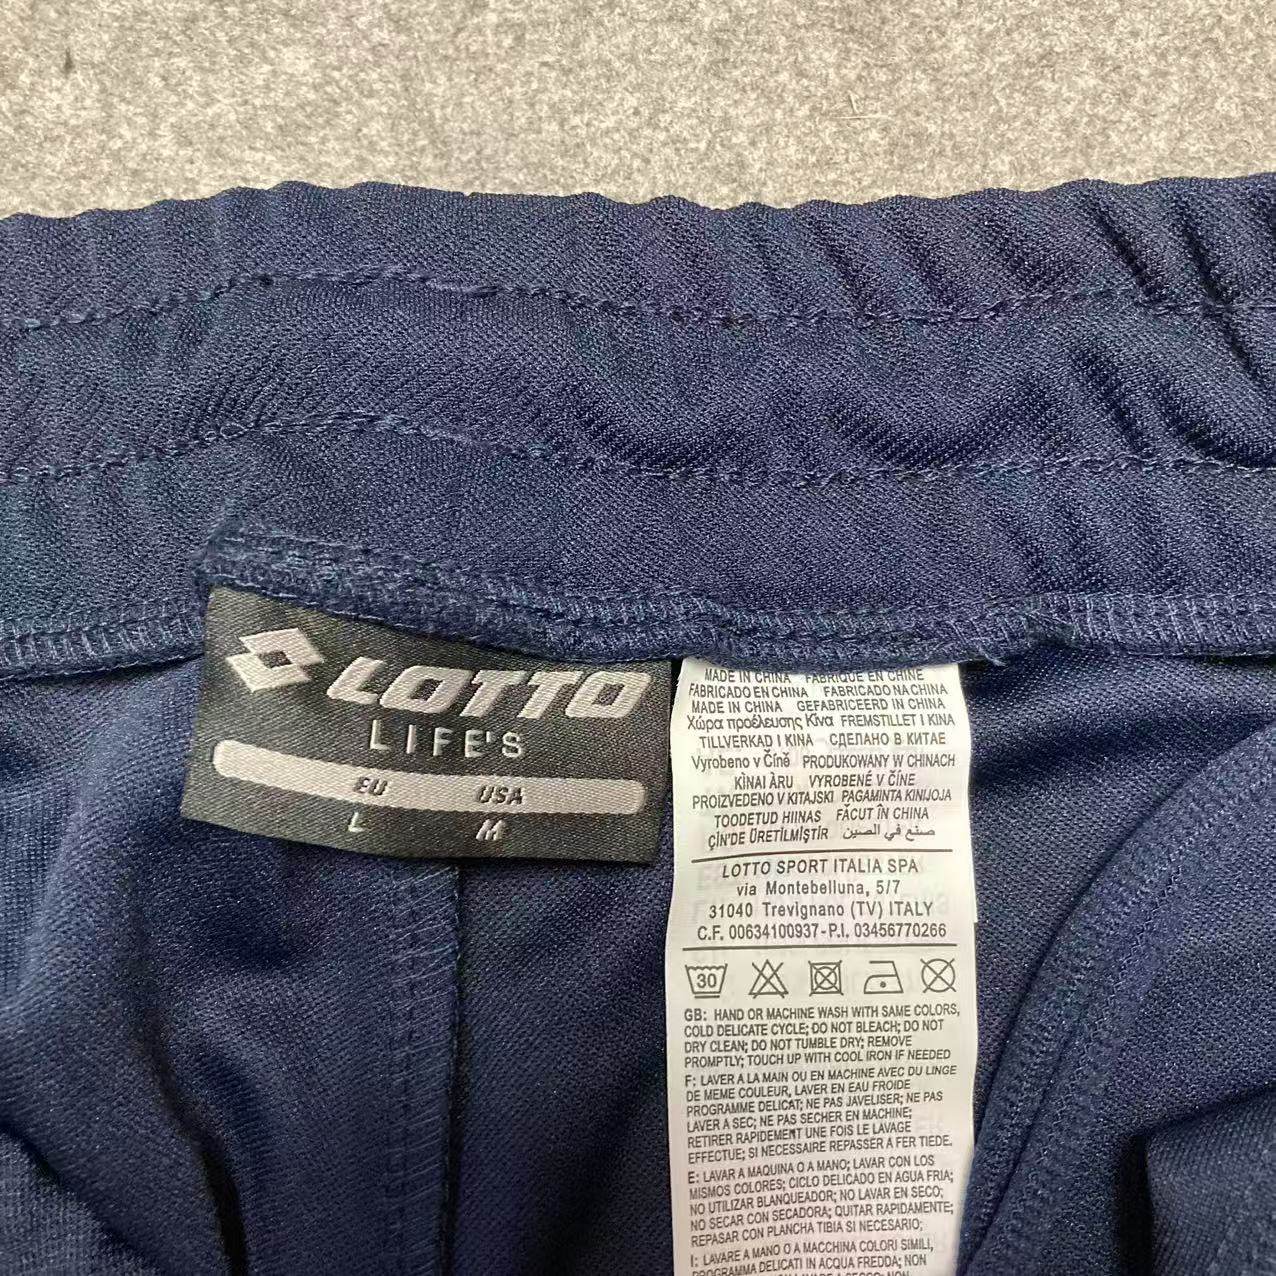 LOTTO
LIFE'S
EU USA
L M
MADE IN CHINA FABRIQUE EN CHINE
FABRICADO EN CHINA FABRICADO NA CHINA
MADE IN CHINA GEFABRICEERD IN CHINA
Χώρα προέλευσης Κίνα FREMSTILLET I KINA
TILLVERKAD I KINA СДЕЛАНО В КИТАЕ
Vyrobeno v Číně PRODUKOWANY W CHINACH
KÌNAI ÀRU VYROBENÉ V ČÍNE
PROIZVEDENO V KITAJSKI PAGAMINTA KINIJOJA
TOODETUD HIINAS FĂCUT ÎN CHINA
ÇİN'DE ÜRETİLMİŞTİR صنع في الصين
LOTTO SPORT ITALIA SPA
via Montebelluna, 5/7
31040 Trevignano (TV) ITALY
C.F. 00634100937-P.I. 03456770266
30
GB: HAND OR MACHINE WASH WITH SAME COLORS,
COLD DELICATE CYCLE; DO NOT BLEACH; DO NOT
DRY CLEAN; DO NOT TUMBLE DRY; REMOVE
PROMPTLY; TOUCH UP WITH COOL IRON IF NEEDED
F: LAVER A LA MAIN OU EN MACHINE AVEC DU LINGE
DE MEME COULEUR, LAVER EN EAU FROIDE
PROGRAMME DELICAT; NE PAS JAVELISER; NE PAS
LAVER A SEC; NE PAS SECHER EN MACHINE;
RETIRER RAPIDEMENT UNE FOIS LE LAVAGE
EFFECTUE; SI NECESSAIRE REPASSER A FER TIEDE.
E: LAVAR A MAQUINA O A MANO; LAVAR CON LOS
MISMOS COLORES; CICLO DELICADO EN AGUA FRIA;
NO UTILIZAR BLANQUEADOR; NO LAVAR EN SECO;
NO SECAR CON SECADORA; QUITAR RAPIDAMENTE;
REPASAR CON PLANCHA TIBIA SI NECESARIO;
I: LAVARE A MANO O A MACCHINA COLORI SIMILI,
PROGRAMMA DELICATI IN ACQUA FREDDA; NON